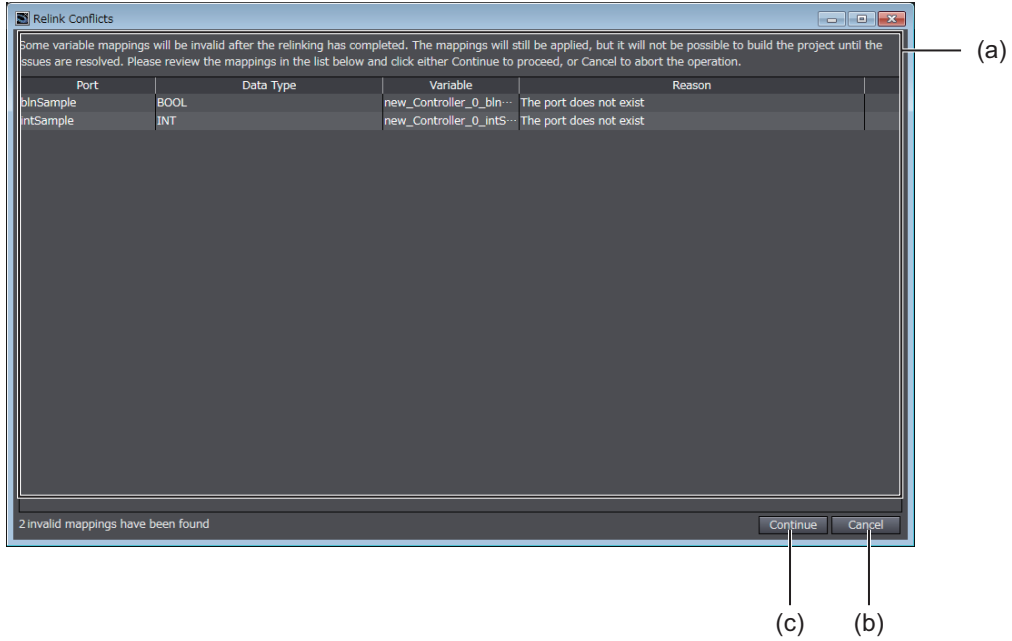 Relink Conflicts
Some variable mappings will be invalid after the relinking has completed. The mappings will still be applied, but it will not be possible to build the project until the
issues are resolved. Please review the mappings in the list below and click either Continue to proceed, or Cancel to abort the operation.
(a)
Port Data Type Variable Reason
blnSample BOOL new_Controller_0_bln··· The port does not exist
intSample INT new_Controller_0_intS··· The port does not exist
2 invalid mappings have been found Continue Cancel
(c) (b)